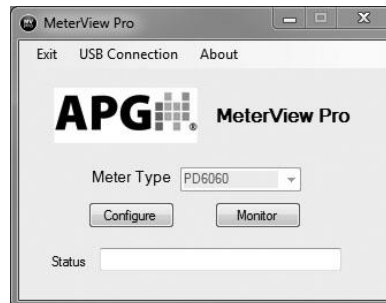 MeterView Pro
Exit USB Connection About
APG® MeterView Pro
Meter Type PD6060
Configure Monitor
Status